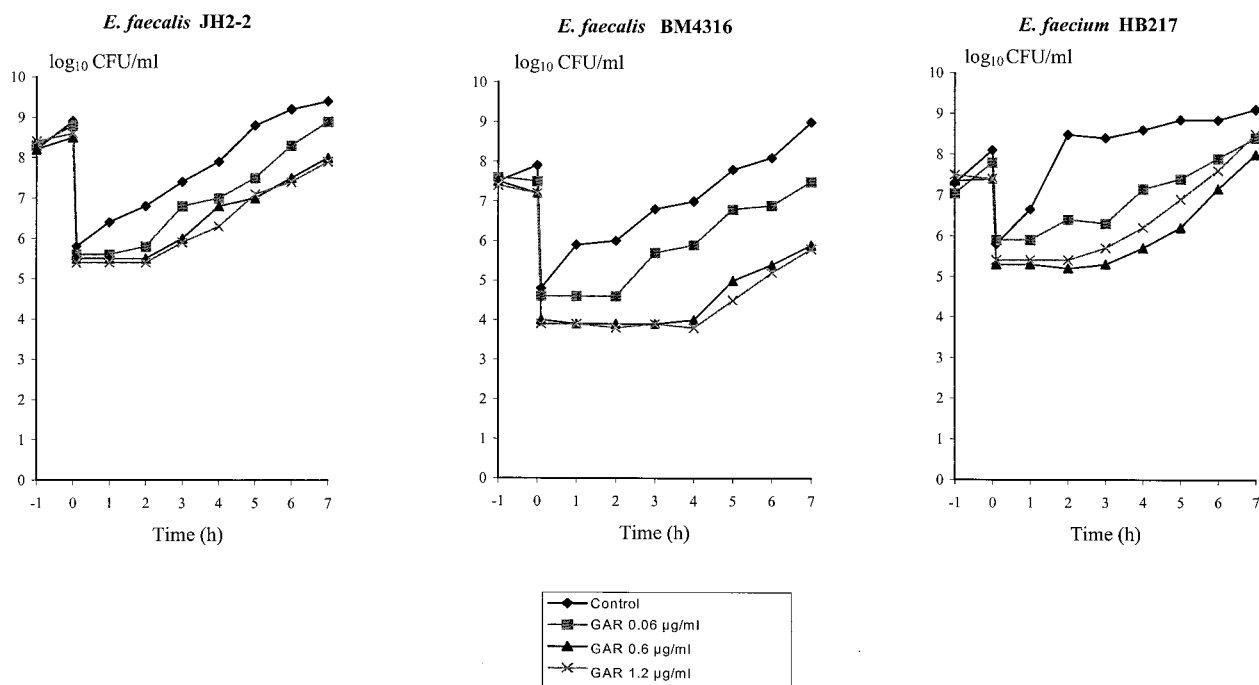 E. faecalis JH2-2
log10 CFU/ml
10
9
8
7
6
5
4
3
2
1
0
-1 0 1 2 3 4 5 6 7
Time (h)
E. faecalis BM4316
log10 CFU/ml
10
9
8
7
6
5
4
3
2
1
0
-1 0 1 2 3 4 5 6 7
Time (h)
E. faecium HB217
log10 CFU/ml
10
9
8
7
6
5
4
3
2
1
0
-1 0 1 2 3 4 5 6 7
Time (h)
Control
GAR 0.06 µg/ml
GAR 0.6 µg/ml
GAR 1.2 µg/ml